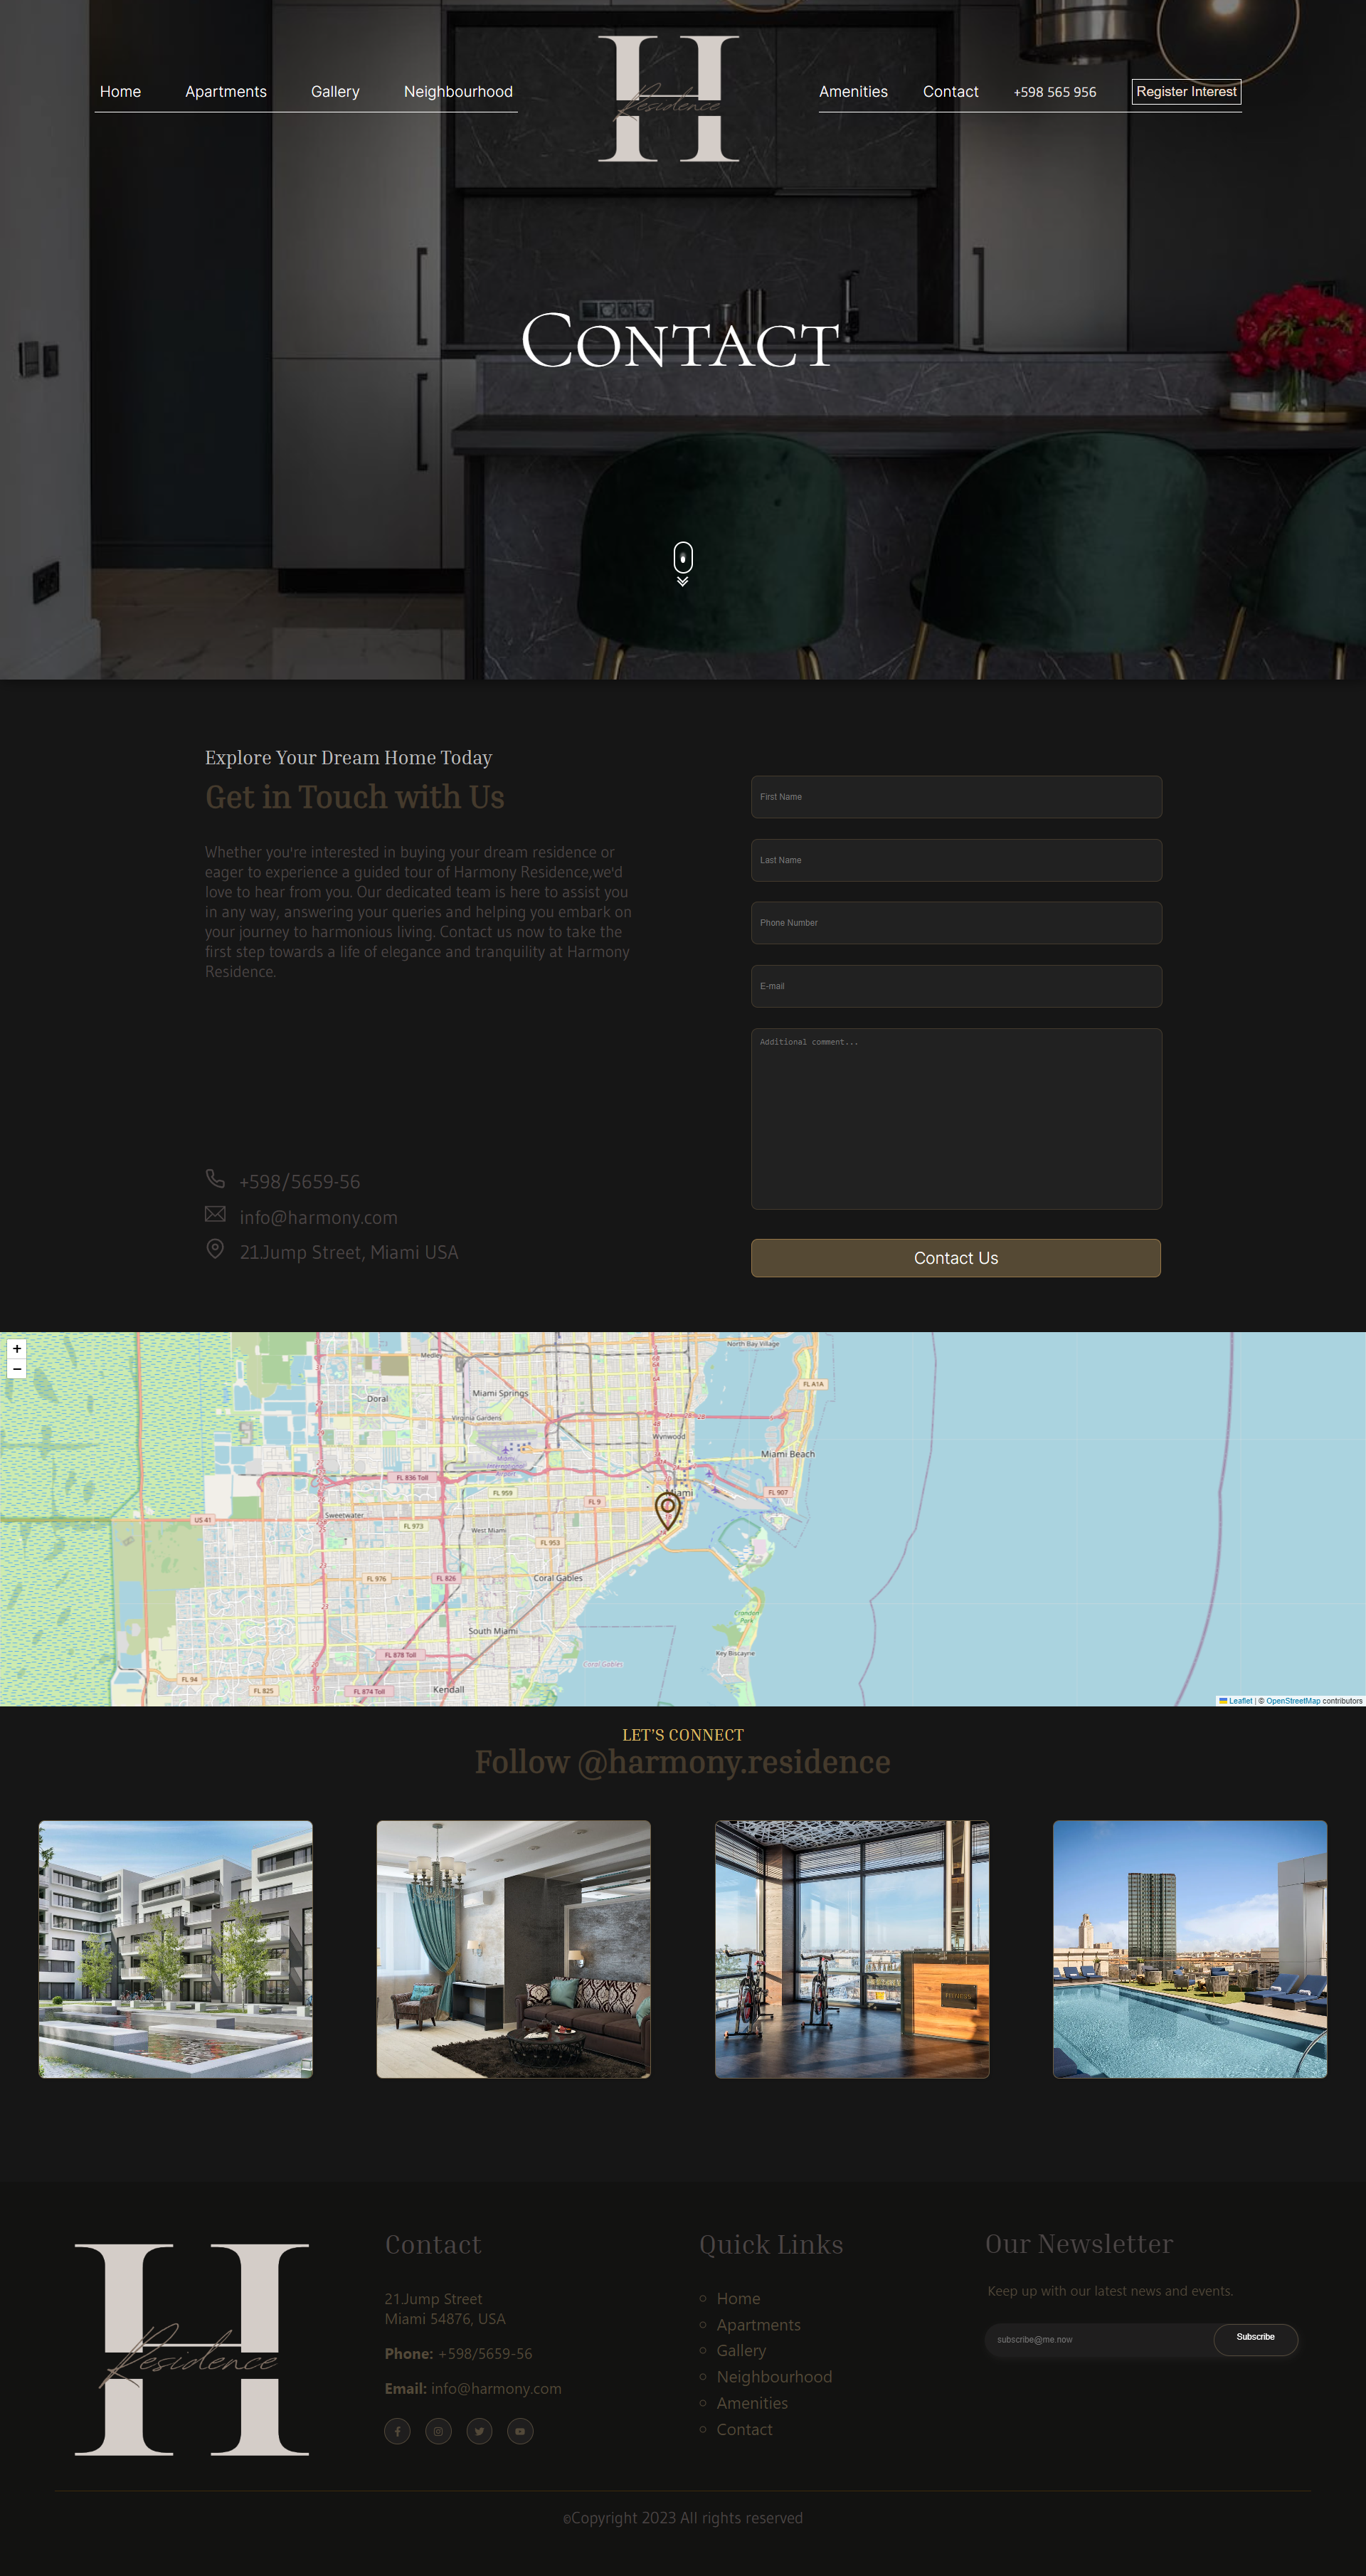 Home Apartments Gallery Neighbourhood
H
Residence
Amenities Contact +598 565 956 Register Interest
Contact
Explore Your Dream Home Today
Get in Touch with Us
Whether you're interested in buying your dream residence or
eager to experience a guided tour of Harmony Residence,we'd
love to hear from you. Our dedicated team is here to assist you
in any way, answering your queries and helping you embark on
your journey to harmonious living. Contact us now to take the
first step towards a life of elegance and tranquility at Harmony
Residence.
+598/5659-56
info@harmony.com
21.Jump Street, Miami USA
First Name
Last Name
Phone Number
E-mail
Additional comment...
Contact Us
+
−
North Bay Village
Medley
FL A1A
Doral
Miami Springs
Virginia Gardens
Wynwood
Miami Beach
Miami International Airport
FL 836 Toll
FL 959
FL 9
Miami
FL 907
US 41
Sweetwater
FL 973
West Miami
FL 953
FL 976
FL 826
Coral Gables
Crandon Park
South Miami
Key Biscayne
FL 878 Toll
Coral Gables
FL 94
FL 825
FL 874 Toll
Kendall
Leaflet | © OpenStreetMap contributors
LET'S CONNECT
Follow @harmony.residence
H
Residence
Contact
21.Jump Street
Miami 54876, USA
Phone: +598/5659-56
Email: info@harmony.com
Quick Links
Home
Apartments
Gallery
Neighbourhood
Amenities
Contact
Our Newsletter
Keep up with our latest news and events.
subscribe@me.now
Subscribe
©Copyright 2023 All rights reserved